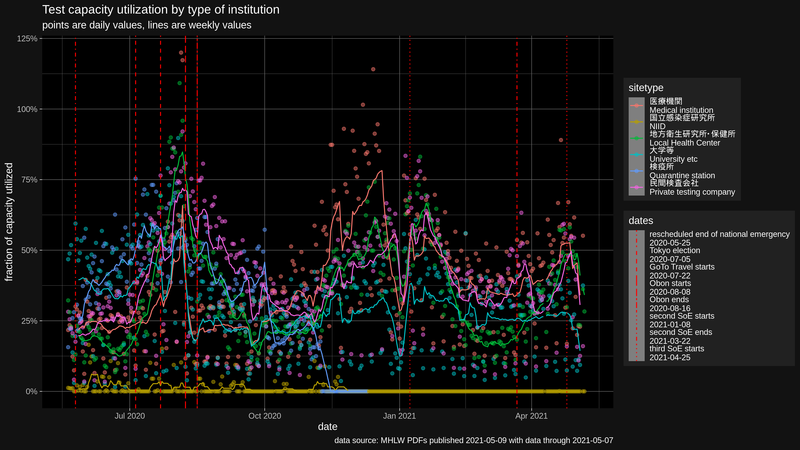 Test capacity utilization by type of institution
points are daily values, lines are weekly values
125%
100%
75%
50%
25%
0%
fraction of capacity utilized
Jul 2020
Oct 2020
Jan 2021
Apr 2021
date
data source: MHLW PDFs published 2021-05-09 with data through 2021-05-07
sitetype
医療機関
Medical institution
国立感染症研究所
NIID
地方衛生研究所・保健所
Local Health Center
大学等
University etc
検疫所
Quarantine station
民間検査会社
Private testing company
dates
rescheduled end of national emergency
2020-05-25
Tokyo election
2020-07-05
GoTo Travel starts
2020-07-22
Obon starts
2020-08-08
Obon ends
2020-08-16
second SoE starts
2021-01-08
second SoE ends
2021-03-22
third SoE starts
2021-04-25